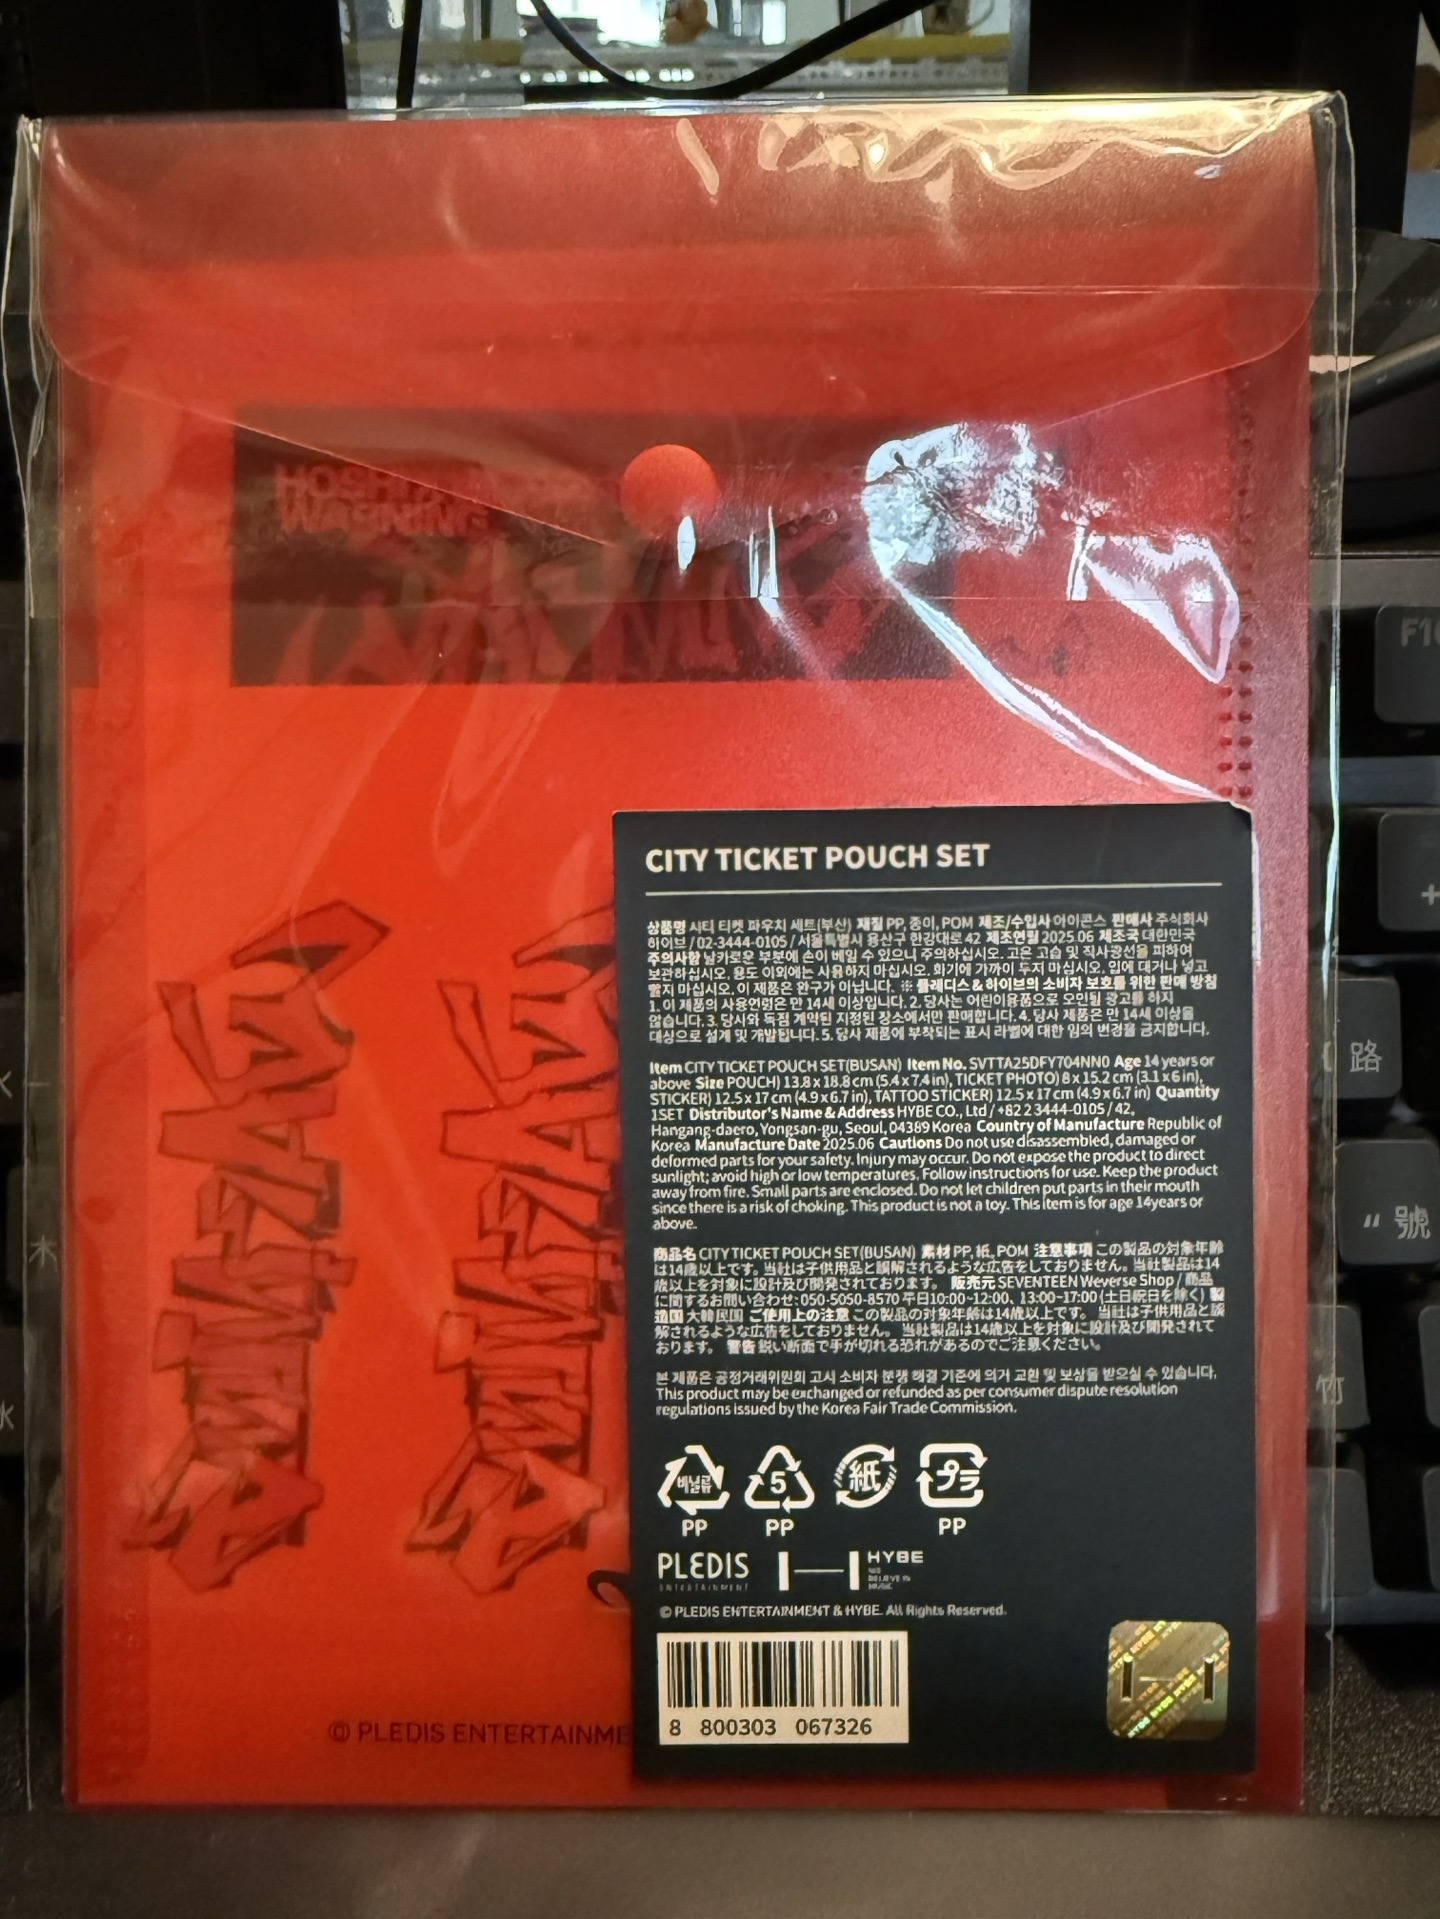 HOSHI
WARNING
CITY TICKET POUCH SET
상품명 시티 티켓 파우치 세트(부산) 재질 PP, 종이, POM 제조/수입사 아이콘스 판매사 주식회사
하이브 / 02-3444-0105 / 서울특별시 용산구 한강대로 42 제조연월 2025.06 제조국 대한민국
주의사항 날카로운 부분에 손이 베일 수 있으니 주의하십시오. 고온 고습 및 직사광선을 피하여
보관하십시오. 용도 이외에는 사용하지 마십시오. 화기에 가까이 두지 마십시오. 입에 대거나 넣고
빨지 마십시오. 이 제품은 완구가 아닙니다. ※ 플레디스&하이브의 소비자 보호를 위한 판매 방침
1. 이 제품의 사용연령은 만 14세 이상입니다. 2. 당사는 어린이용품으로 오인될 광고를 하지
않습니다. 3. 당사와 독점 계약된 지정된 장소에서만 판매합니다. 4. 당사 제품은 만 14세 이상을
대상으로 설계 및 개발됩니다. 5. 당사 제품에 부착되는 표시 라벨에 대한 임의 변경을 금지합니다.
Item CITY TICKET POUCH SET(BUSAN) Item No. SVTTA25DFY704NN0 Age 14 years or
above Size POUCH) 13.8 x 18.8 cm (5.4 x 7.4 in), TICKET PHOTO) 8 x 15.2 cm (3.1 x 6 in),
STICKER) 12.5 x 17 cm (4.9 x 6.7 in), TATTOO STICKER) 12.5 x 17 cm (4.9 x 6.7 in) Quantity
1SET Distributor's Name & Address HYBE CO., Ltd / +82 2 3444-0105 / 42,
Hangang-daero, Yongsan-gu, Seoul, 04389 Korea Country of Manufacture Republic of
Korea Manufacture Date 2025.06 Cautions Do not use disassembled, damaged or
deformed parts for your safety. Injury may occur. Do not expose the product to direct
sunlight; avoid high or low temperatures. Follow instructions for use. Keep the product
away from fire. Small parts are enclosed. Do not let children put parts in their mouth
since there is a risk of choking. This product is not a toy. This item is for age 14years or
above.
商品名 CITY TICKET POUCH SET(BUSAN) 素材 PP, 紙, POM 注意事項 この製品の対象年齢
は14歳以上です。当社は子供用品と誤解されるような広告をしておりません。当社製品は14
歳以上を対象に設計及び開発されております。 販売元 SEVENTEEN Weverse Shop / 商品
に関するお問い合わせ: 050-5050-8570 平日10:00~12:00、13:00~17:00 (土日祝日を除く) 製
造国 大韓民国 ご使用上の注意 この製品の対象年齢は14歳以上です。 当社は子供用品と誤
解されるような広告をしておりません。 当社製品は14歳以上を対象に設計及び開発されて
おります。 警告 鋭い断面で手が切れる恐れがあるのでご注意ください。
본 제품은 공정거래위원회 고시 소비자 분쟁 해결 기준에 의거 교환 및 보상을 받으실 수 있습니다.
This product may be exchanged or refunded as per consumer dispute resolution
regulations issued by the Korea Fair Trade Commission.
비닐류 5 紙 プラ
PP PP PP
PLEDIS
ENTERTAINMENT
HYBE
WE
BELIEVE IN
MUSIC
© PLEDIS ENTERTAINMENT & HYBE. All Rights Reserved.
8 800303 067326
© PLEDIS ENTERTAINME
F10
+
路
" 號
竹
木
水